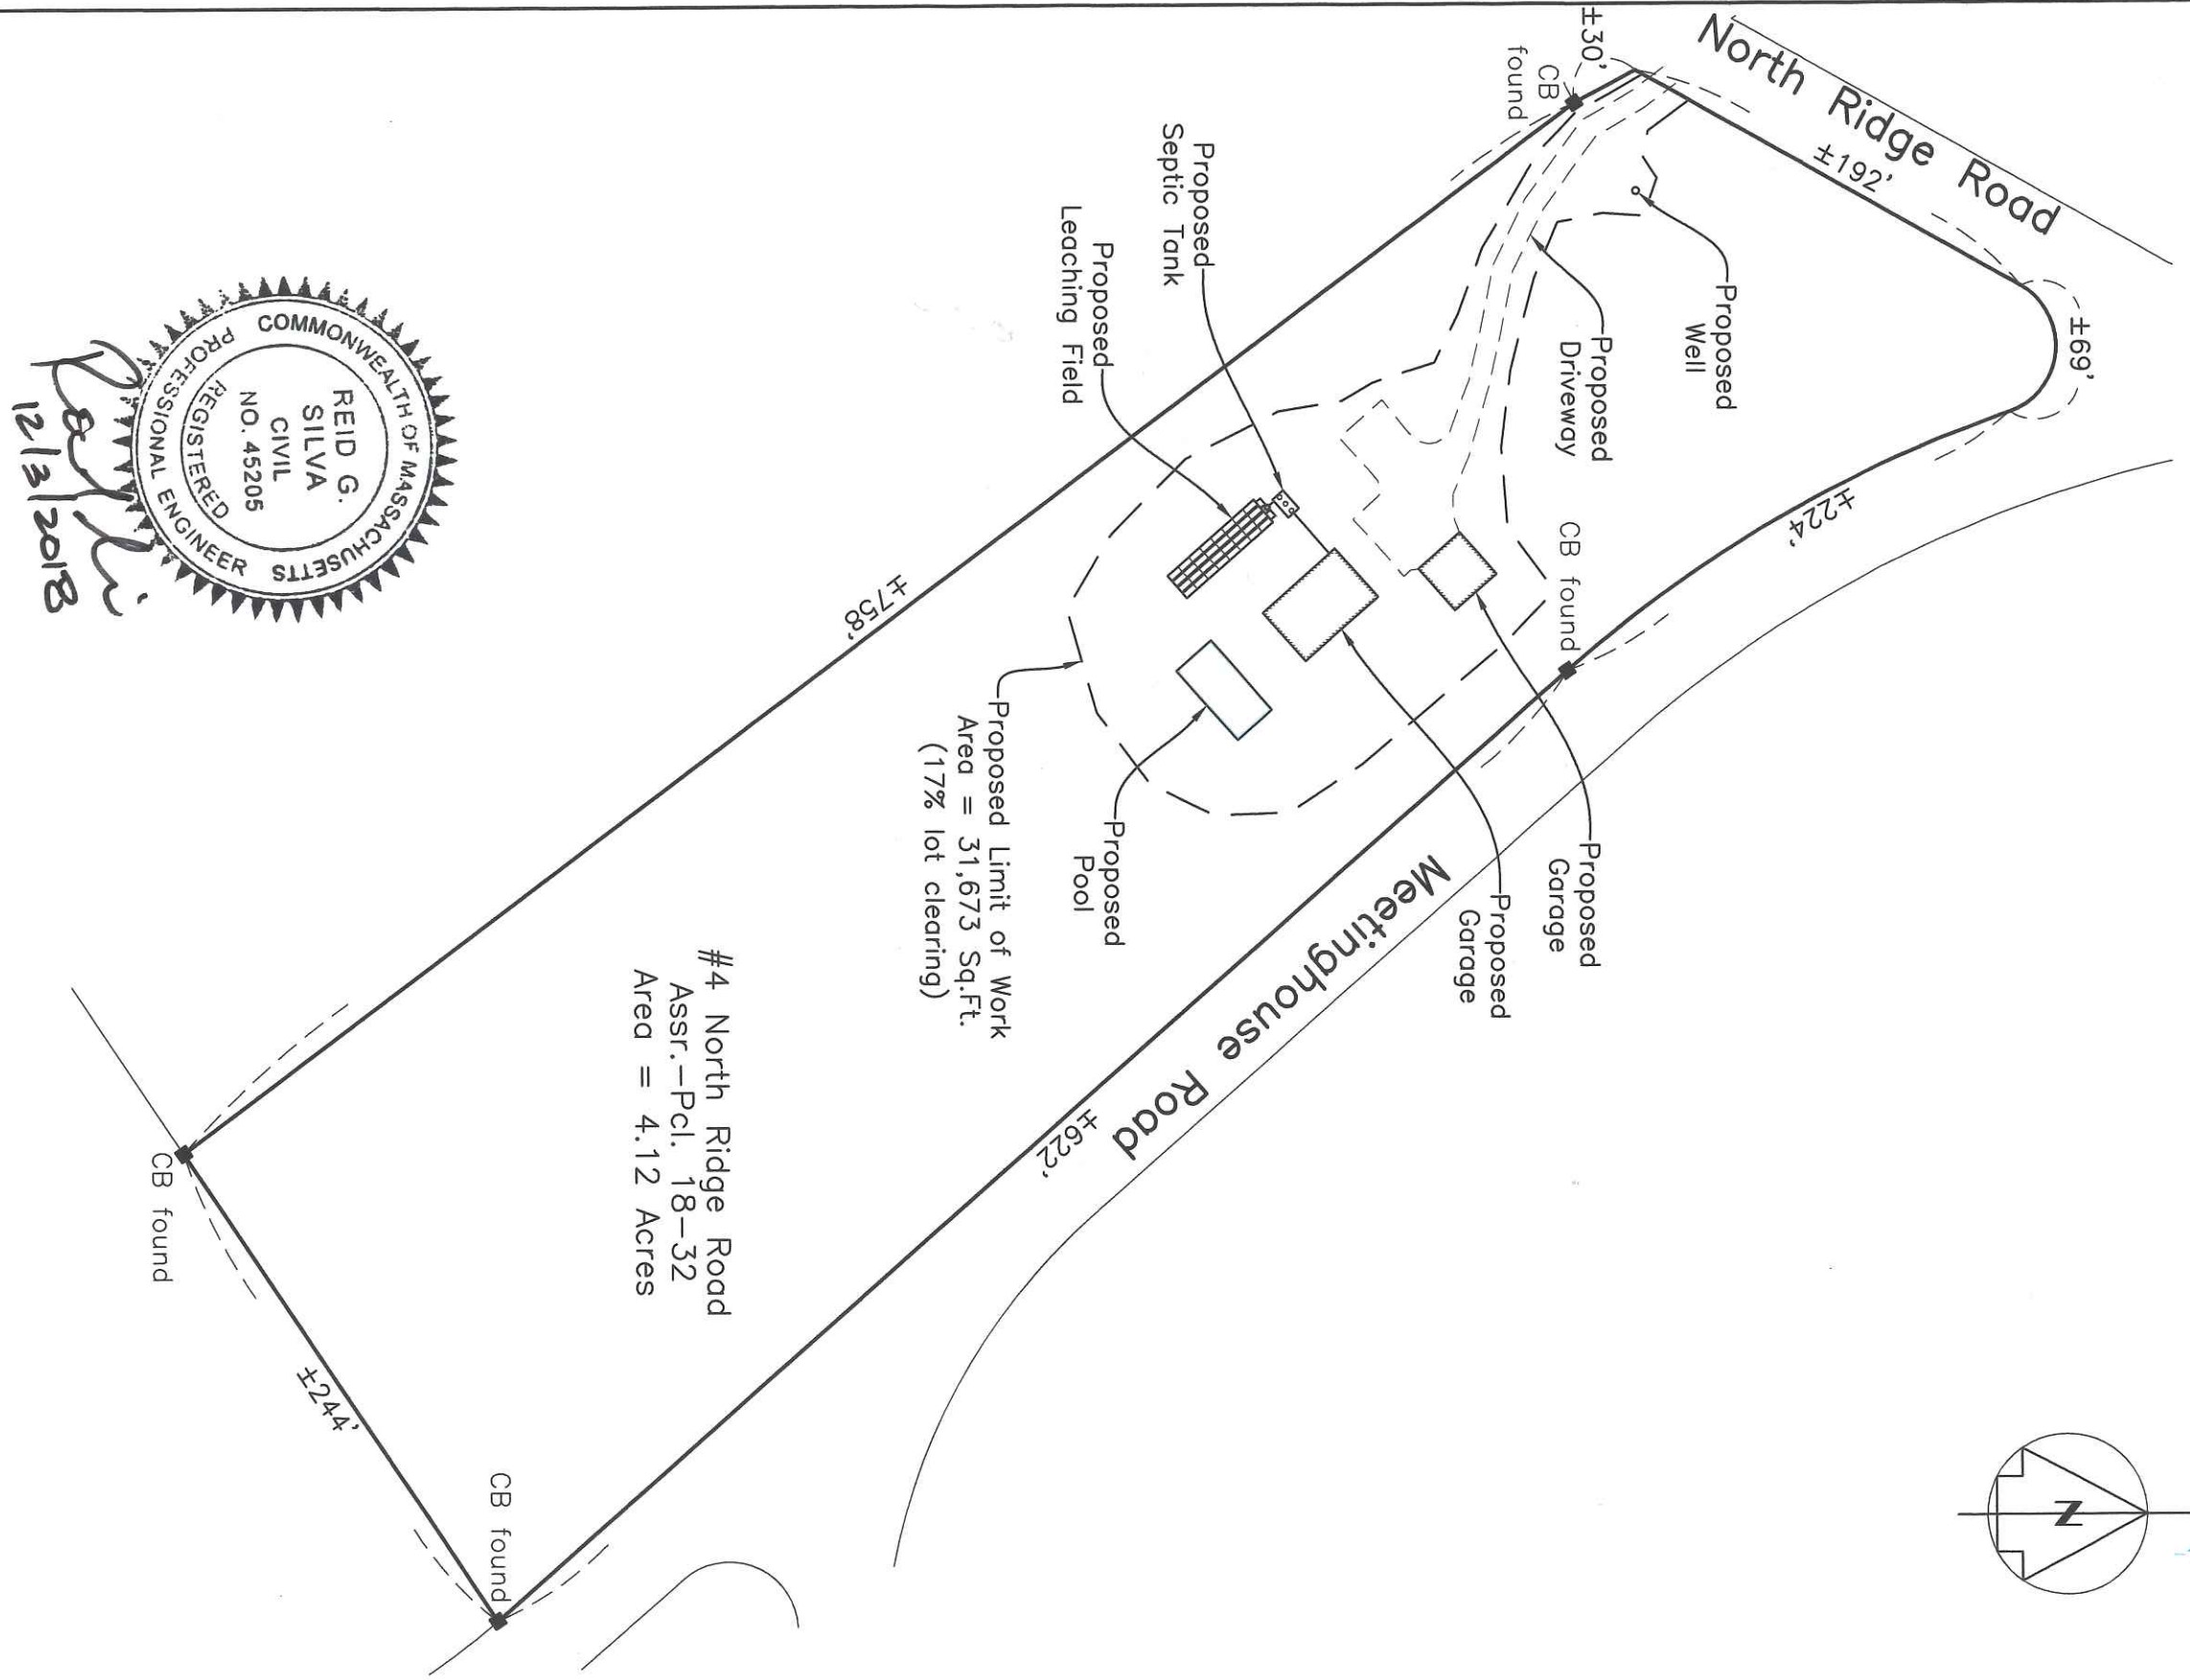 North Ridge Road
±30'
±192'
±69'
±224'
CB
found
Proposed
Well
Proposed
Driveway
Proposed
Septic Tank
Proposed
Leaching Field
CB found
Proposed
Garage
Proposed
Garage
Proposed
Pool
Proposed Limit of Work
Area = 31,673 Sq.Ft.
(17% lot clearing)
±758'
Meetinghouse Road
±622'
#4 North Ridge Road
Assr.-Pcl. 18-32
Area = 4.12 Acres
CB found
±244'
CB found
N
COMMONWEALTH OF MASSACHUSETTS
REID G.
SILVA
CIVIL
NO. 45205
REGISTERED
PROFESSIONAL ENGINEER
12/3/2018